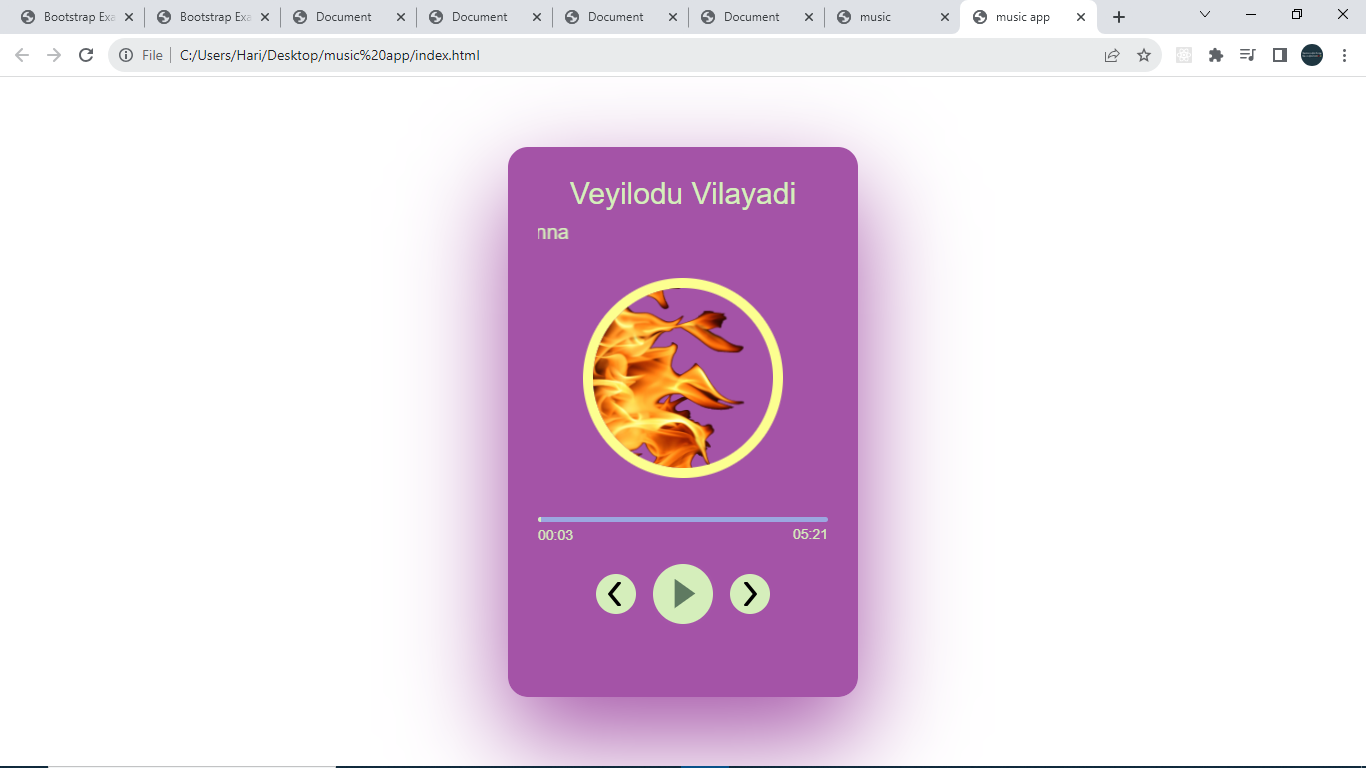 Bootstrap Exa
Bootstrap Exa
Document
Document
Document
Document
music
music app
File
C:/Users/Hari/Desktop/music%20app/index.html
Veyilodu Vilayadi
nna
00:03
05:21